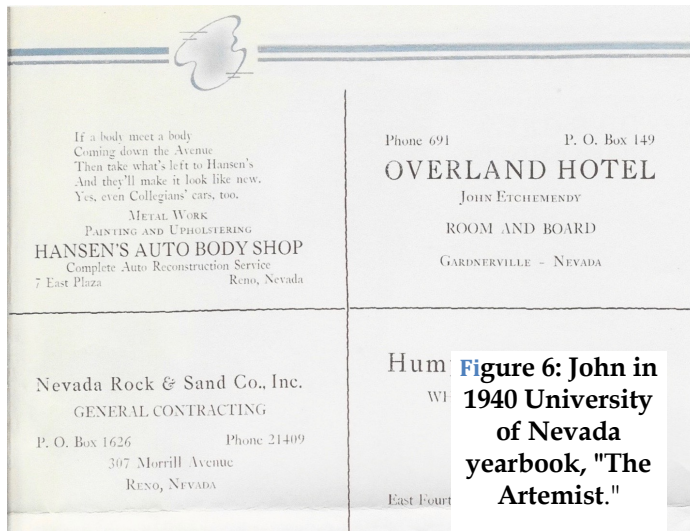 If a body meet a body
Coming down the Avenue
Then take what's left to Hansen's
And they'll make it look like new.
Yes, even Collegians' cars, too.
METAL WORK
PAINTING AND UPHOLSTERING
HANSEN'S AUTO BODY SHOP
Complete Auto Reconstruction Service
7 East Plaza Reno, Nevada
Phone 691 P. O. Box 149
OVERLAND HOTEL
JOHN ETCHEMENDY
ROOM AND BOARD
GARDNERVILLE - NEVADA
Nevada Rock & Sand Co., Inc.
GENERAL CONTRACTING
P. O. Box 1626 Phone 21409
307 Morrill Avenue
RENO, NEVADA
Hum
WH
East Fourt
Figure 6: John in
1940 University
of Nevada
yearbook, "The
Artemist."